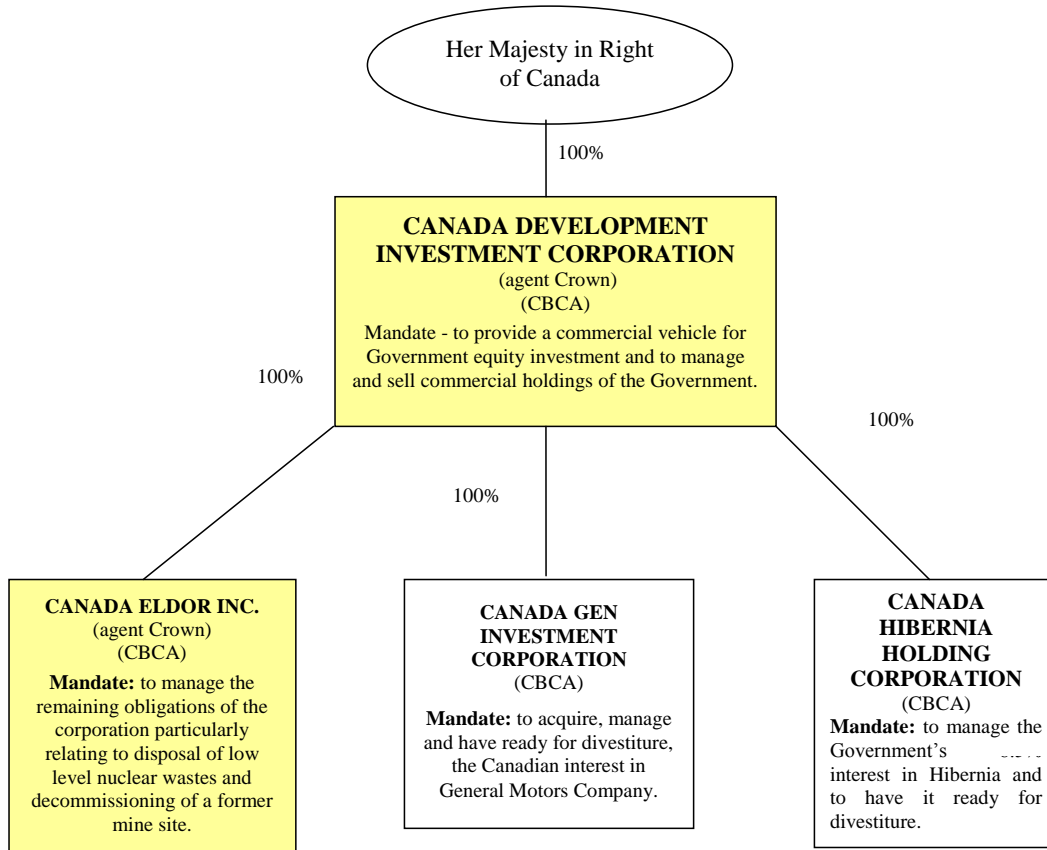 Her Majesty in Right
of Canada
100%
CANADA DEVELOPMENT
INVESTMENT CORPORATION
(agent Crown)
(CBCA)
Mandate - to provide a commercial vehicle for
Government equity investment and to manage
and sell commercial holdings of the Government.
100%
100%
100%
CANADA ELDOR INC.
(agent Crown)
(CBCA)
Mandate: to manage the
remaining obligations of the
corporation particularly
relating to disposal of low
level nuclear wastes and
decommissioning of a former
mine site.
CANADA GEN
INVESTMENT
CORPORATION
(CBCA)
Mandate: to acquire, manage
and have ready for divestiture,
the Canadian interest in
General Motors Company.
CANADA
HIBERNIA
HOLDING
CORPORATION
(CBCA)
Mandate: to manage the
Government's
interest in Hibernia and
to have it ready for
divestiture.